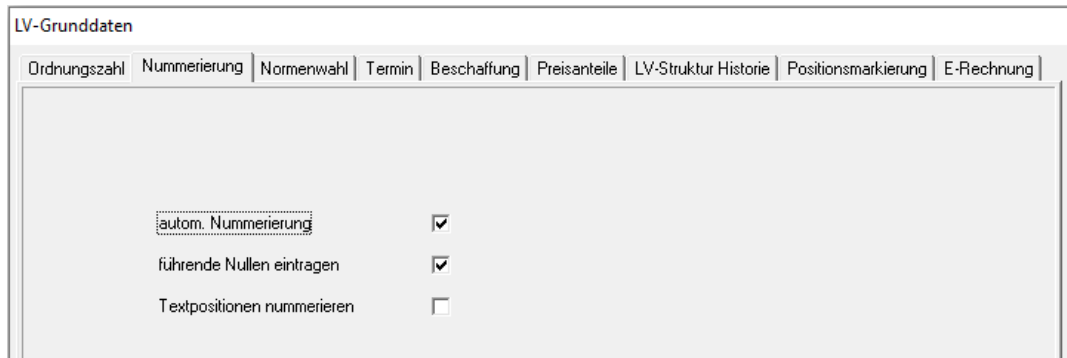 LV-Grunddaten
Ordnungszahl Nummerierung Normenwahl Termin Beschaffung Preisanteile LV-Struktur Historie Positionsmarkierung E-Rechnung
autom. Nummerierung
führende Nullen eintragen
Textpositionen nummerieren